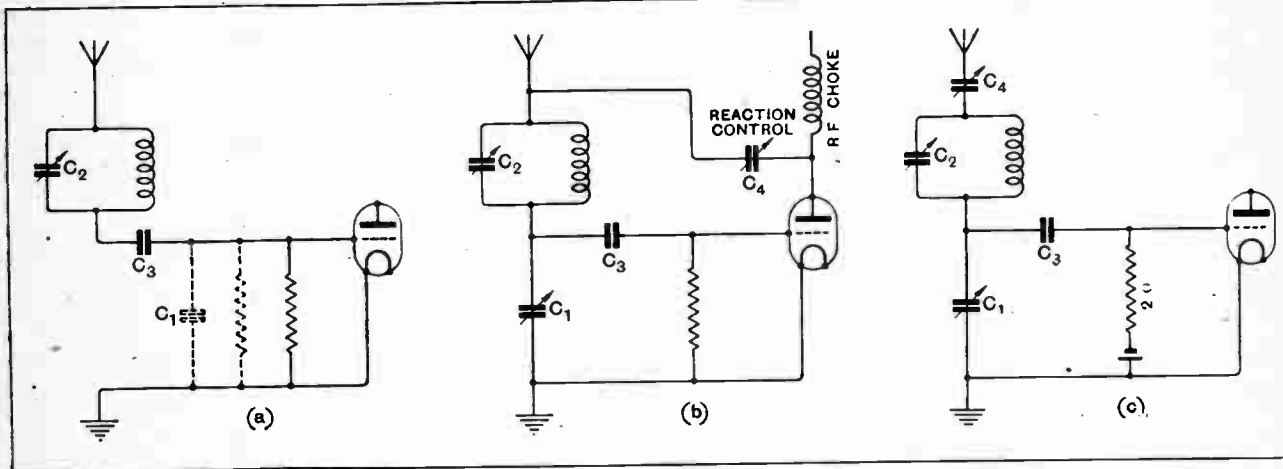 C2
C3
C1
(a)
REACTION
CONTROL
RF CHOKE
C4
C2
C3
C1
(b)
C4
C2
C3
C1
(c)